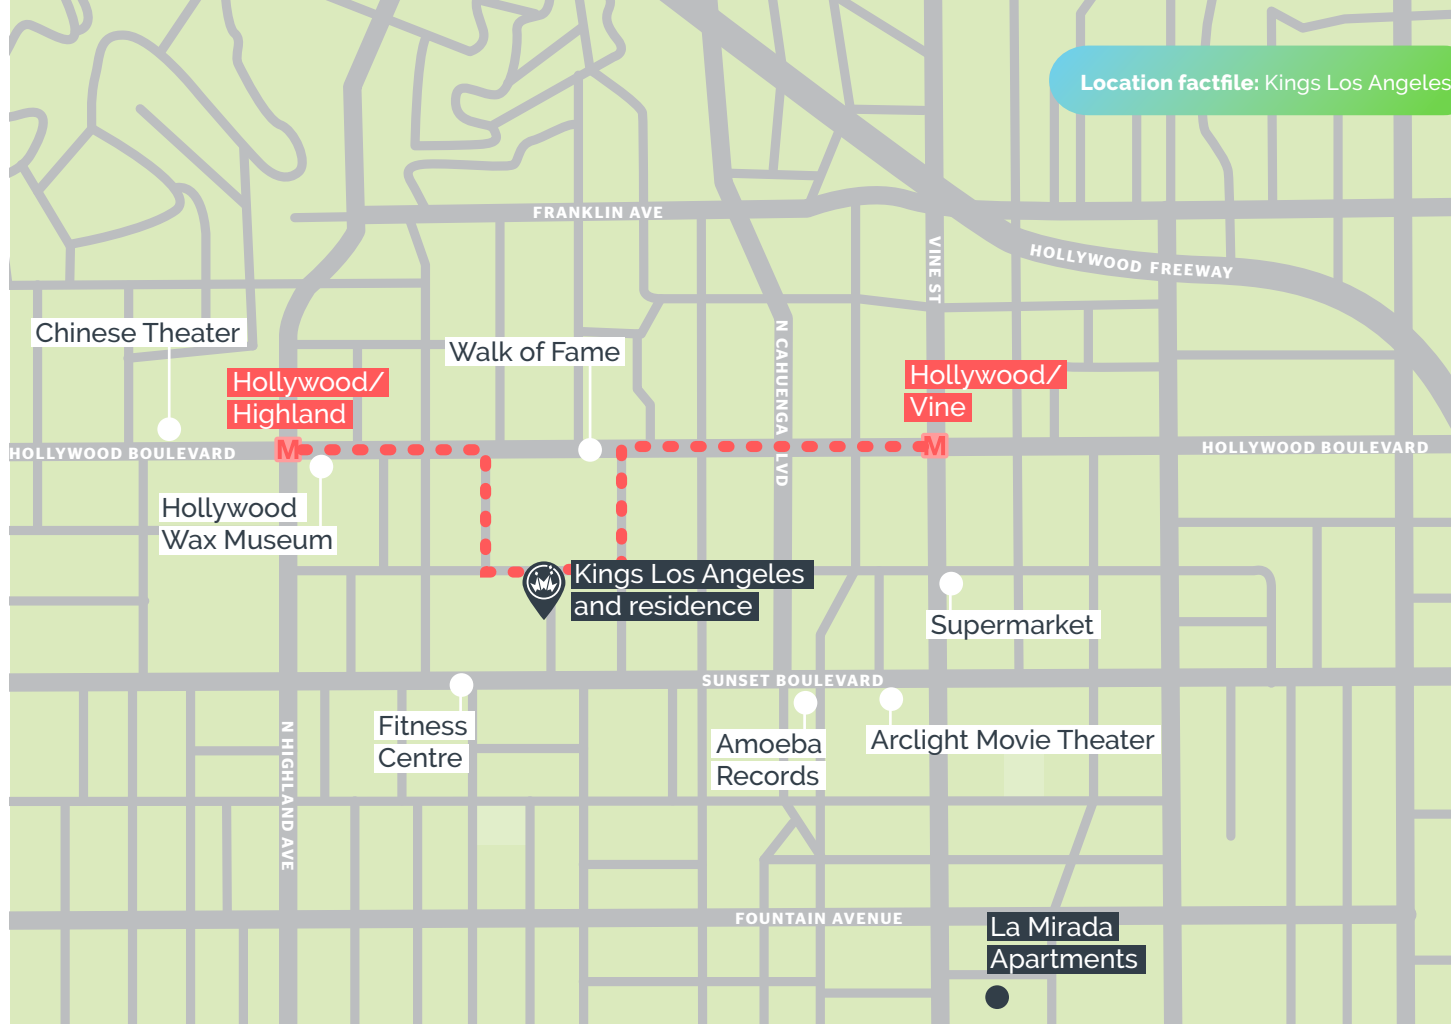 Location factfile: Kings Los Angeles
FRANKLIN AVE
VINE ST
HOLLYWOOD FREEWAY
Chinese Theater
N CAHUENGA
LVD
Walk of Fame
Hollywood/
Highland
Hollywood/
Vine
M
M
HOLLYWOOD BOULEVARD
HOLLYWOOD BOULEVARD
Hollywood
Wax Museum
Kings Los Angeles
and residence
Supermarket
SUNSET BOULEVARD
Fitness
Centre
N HIGHLAND AVE
Amoeba
Records
Arclight Movie Theater
FOUNTAIN AVENUE
La Mirada
Apartments